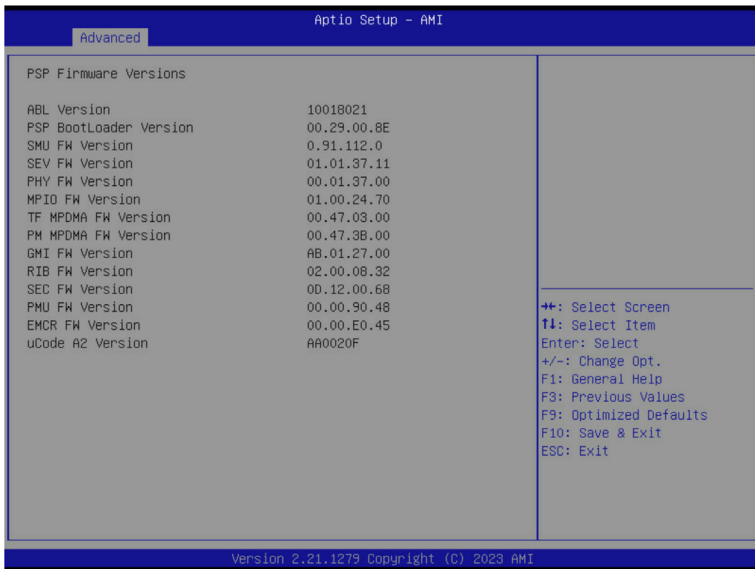 Aptio Setup – AMI
Advanced
PSP Firmware Versions
ABL Version 10018021
PSP BootLoader Version 00.29.00.8E
SMU FW Version 0.91.112.0
SEV FW Version 01.01.37.11
PHY FW Version 00.01.37.00
MPIO FW Version 01.00.24.70
TF MPDMA FW Version 00.47.03.00
PM MPDMA FW Version 00.47.3B.00
GMI FW Version AB.01.27.00
RIB FW Version 02.00.08.32
SEC FW Version 0D.12.00.68
PMU FW Version 00.00.90.48
EMCR FW Version 00.00.E0.45
uCode A2 Version AA0020F
→←: Select Screen
↑↓: Select Item
Enter: Select
+/-: Change Opt.
F1: General Help
F3: Previous Values
F9: Optimized Defaults
F10: Save & Exit
ESC: Exit
Version 2.21.1279 Copyright (C) 2023 AMI